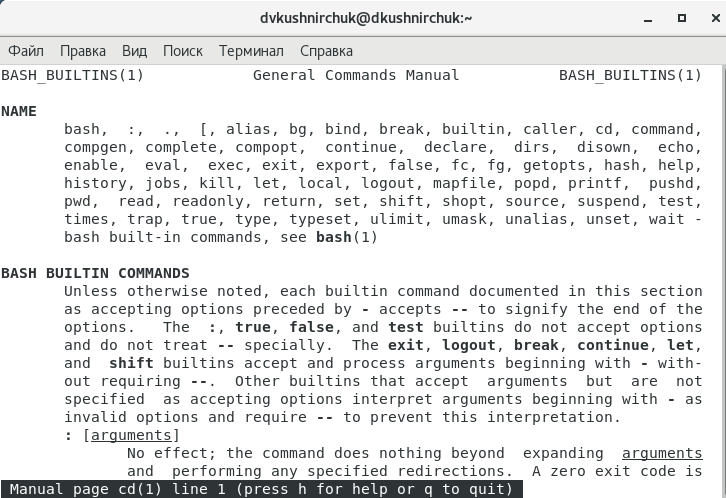 dvkushnirchuk@dkushnirchuk:~
Файл Правка Вид Поиск Терминал Справка
BASH_BUILTINS(1) General Commands Manual BASH_BUILTINS(1)
NAME
bash, :, ., [, alias, bg, bind, break, builtin, caller, cd, command,
compgen, complete, compopt, continue, declare, dirs, disown, echo,
enable, eval, exec, exit, export, false, fc, fg, getopts, hash, help,
history, jobs, kill, let, local, logout, mapfile, popd, printf, pushd,
pwd, read, readonly, return, set, shift, shopt, source, suspend, test,
times, trap, true, type, typeset, ulimit, umask, unalias, unset, wait -
bash built-in commands, see bash(1)
BASH BUILTIN COMMANDS
Unless otherwise noted, each builtin command documented in this section
as accepting options preceded by - accepts -- to signify the end of the
options. The :, true, false, and test builtins do not accept options
and do not treat -- specially. The exit, logout, break, continue, let,
and shift builtins accept and process arguments beginning with - with-
out requiring --. Other builtins that accept arguments but are not
specified as accepting options interpret arguments beginning with - as
invalid options and require -- to prevent this interpretation.
: [arguments]
No effect; the command does nothing beyond expanding arguments
and performing any specified redirections. A zero exit code is
Manual page cd(1) line 1 (press h for help or q to quit)